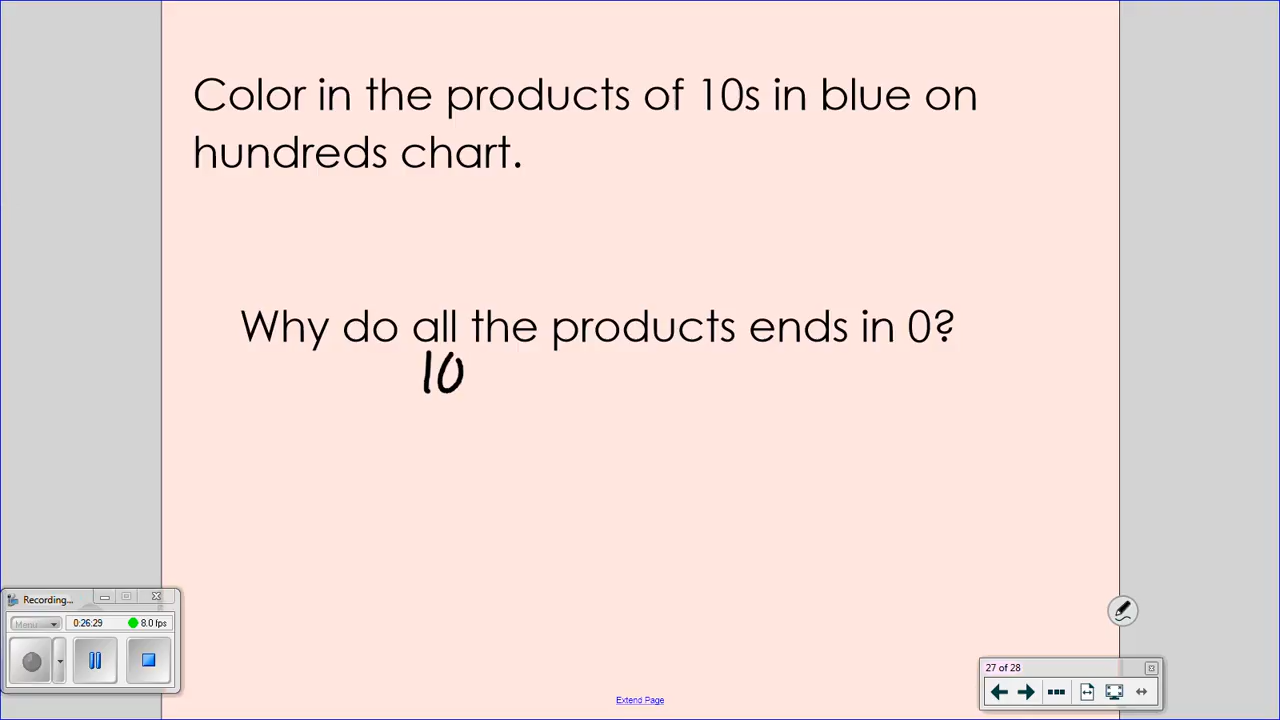 Color in the products of 10s in blue on
hundreds chart.
Why do all the products ends in 0?
10
Recording...
Menu
0:26:29
8.0 fps
27 of 28
Extend Page